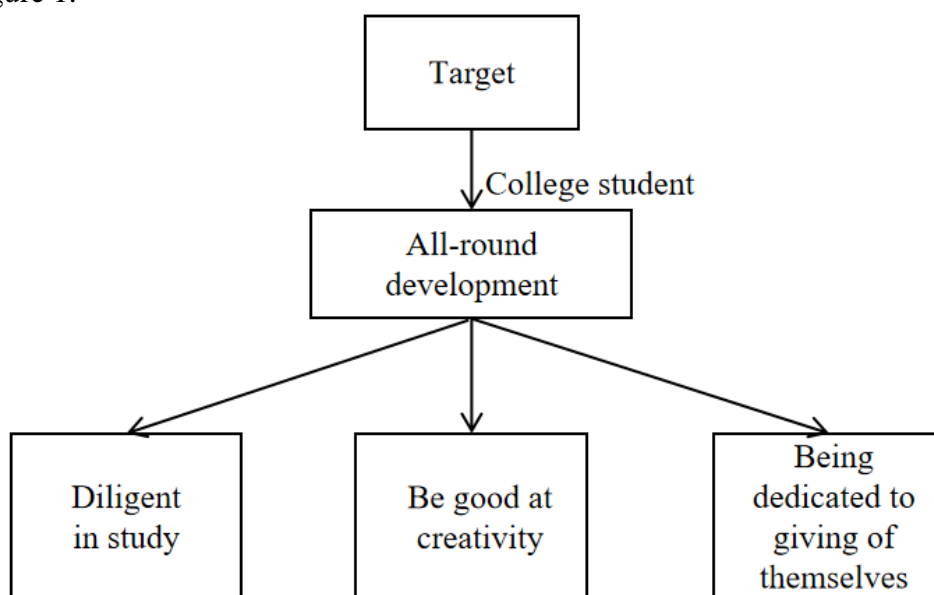 Target
College student
All-round
development
Diligent
in study
Be good at
creativity
Being
dedicated to
giving of
themselves